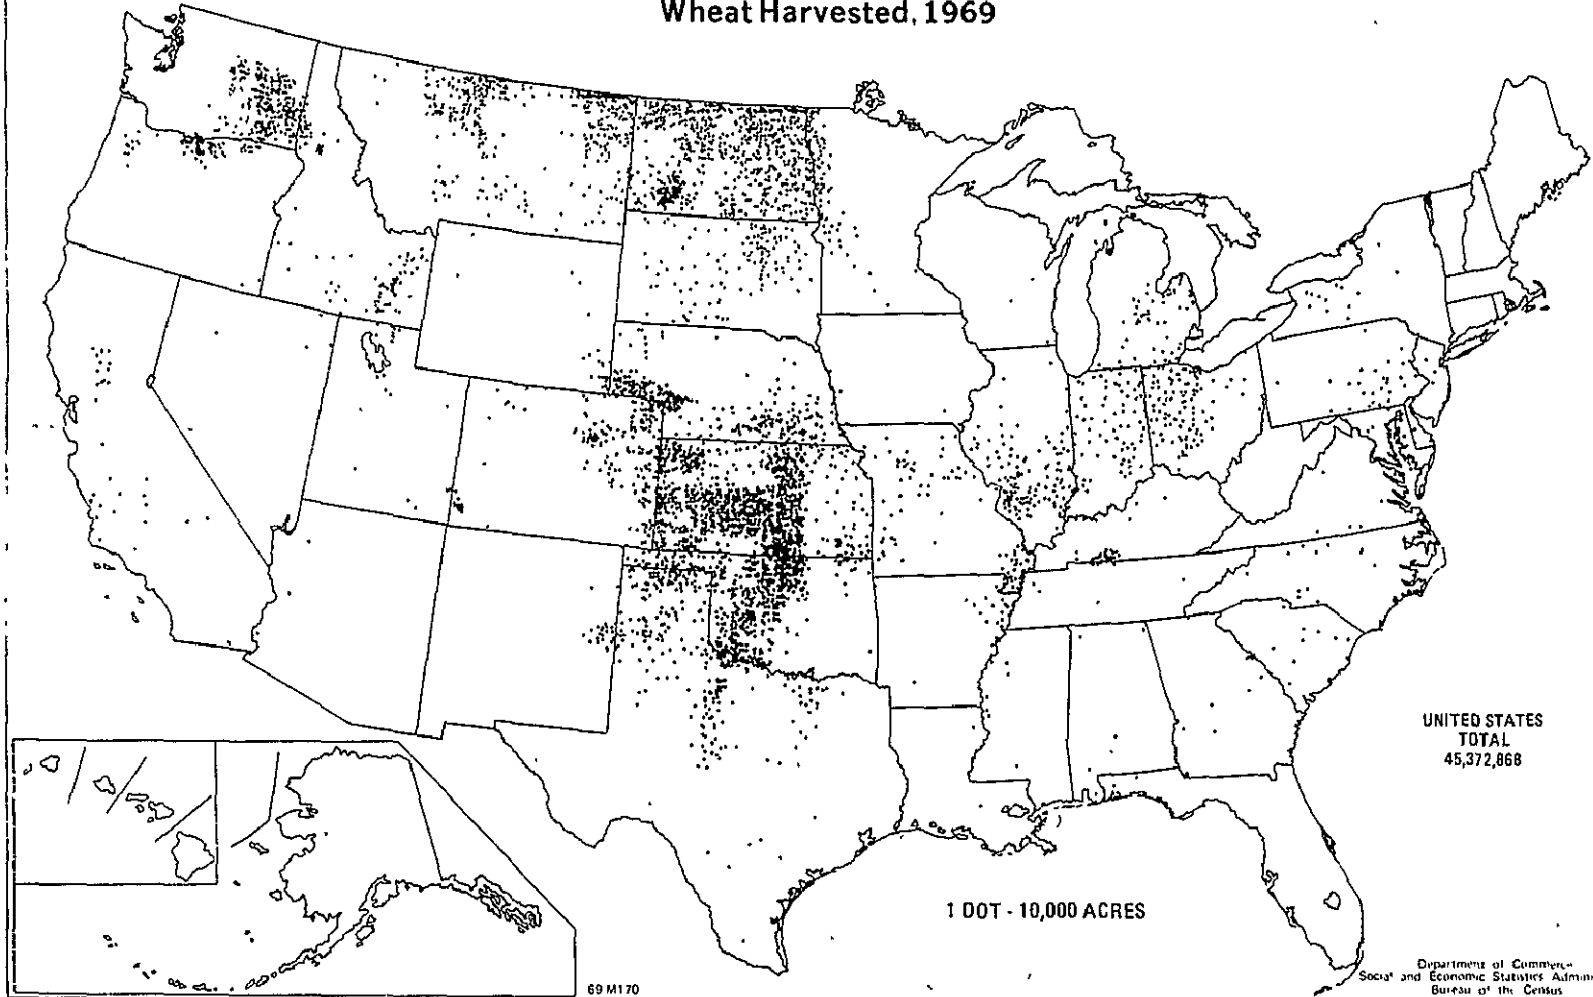 Wheat Harvested, 1969
UNITED STATES
TOTAL
45,372,868
1 DOT - 10,000 ACRES
69 M170
Department of Commerce
Social and Economic Statistics Admini
Bureau of the Census